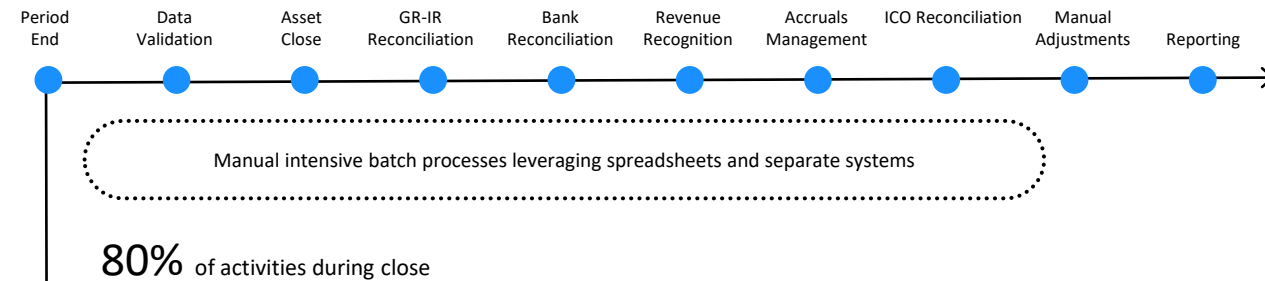 Period
End
Data
Validation
Asset
Close
GR-IR
Reconciliation
Bank
Reconciliation
Revenue
Recognition
Accruals
Management
ICO Reconciliation
Manual
Adjustments
Reporting
Manual intensive batch processes leveraging spreadsheets and separate systems
80% of activities during close